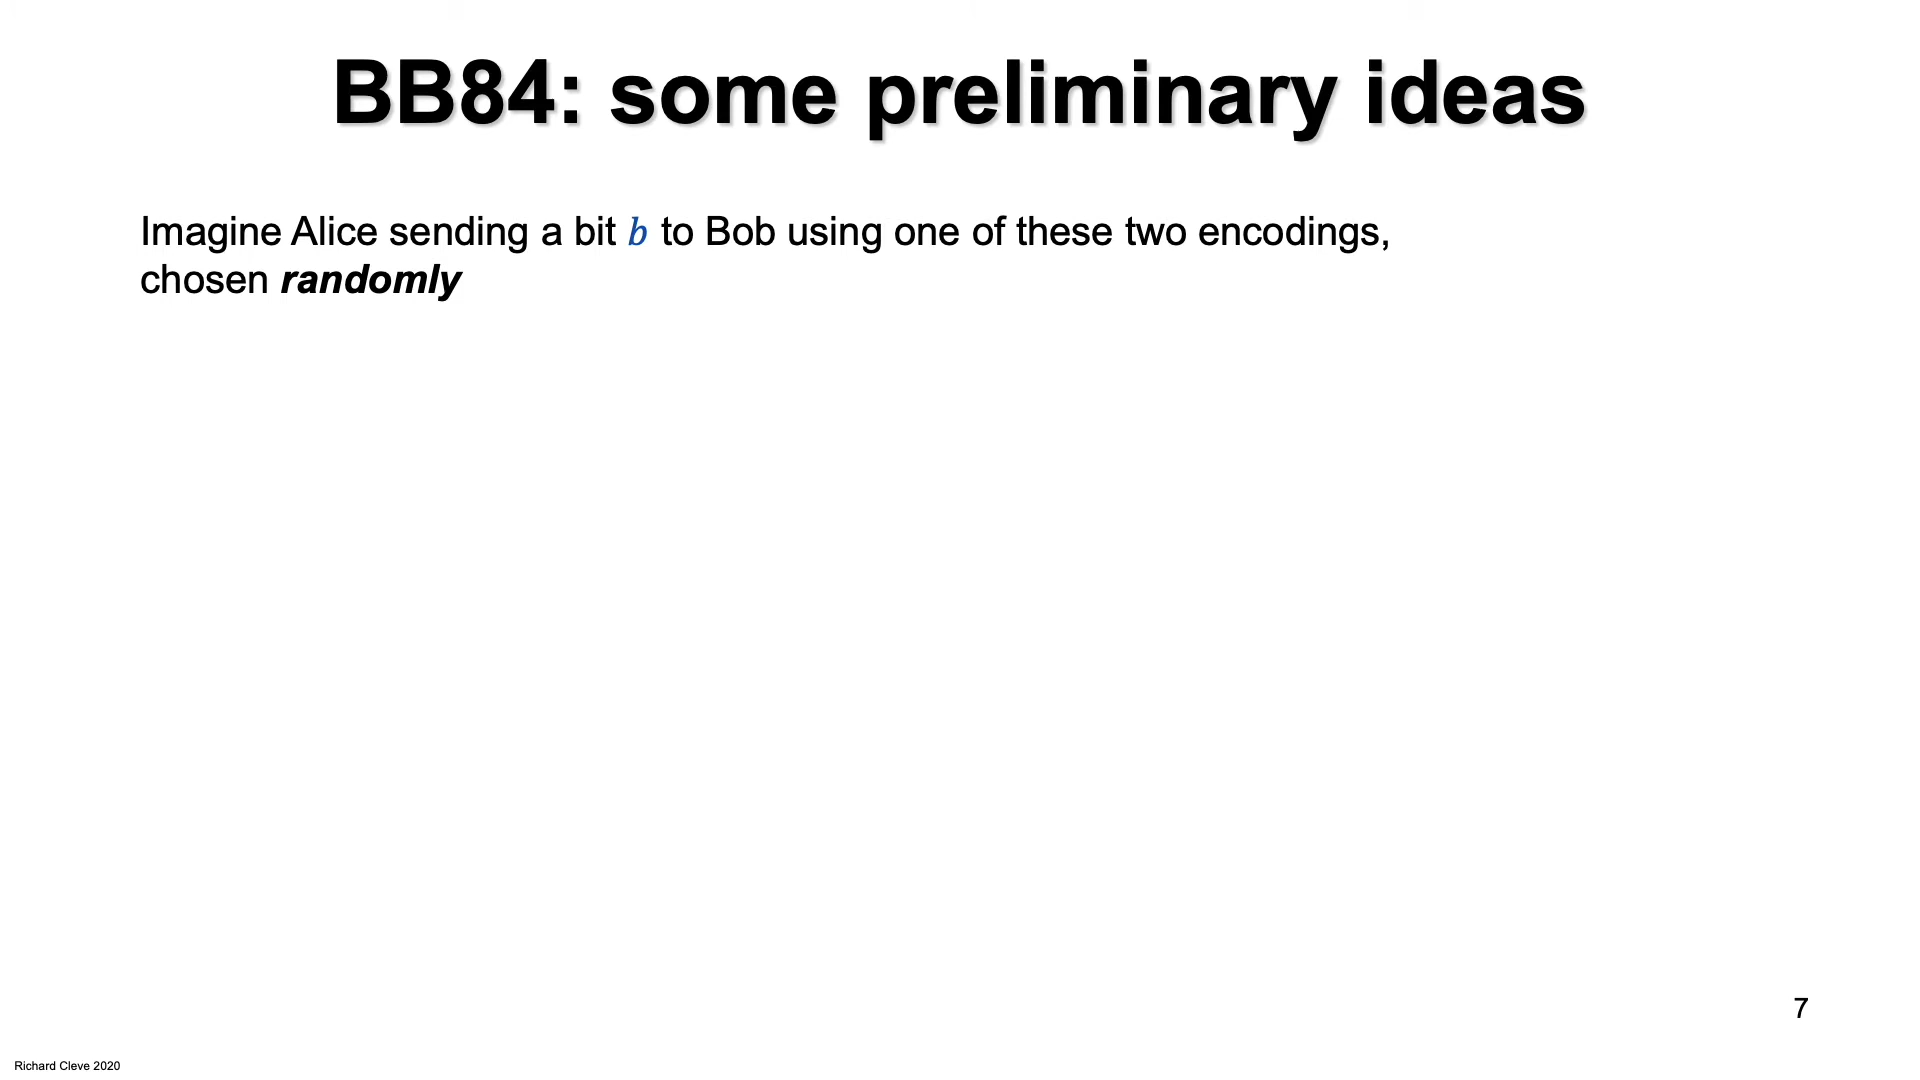 BB84: some preliminary ideas
Imagine Alice sending a bit b to Bob using one of these two encodings,
chosen randomly
7
Richard Cleve 2020